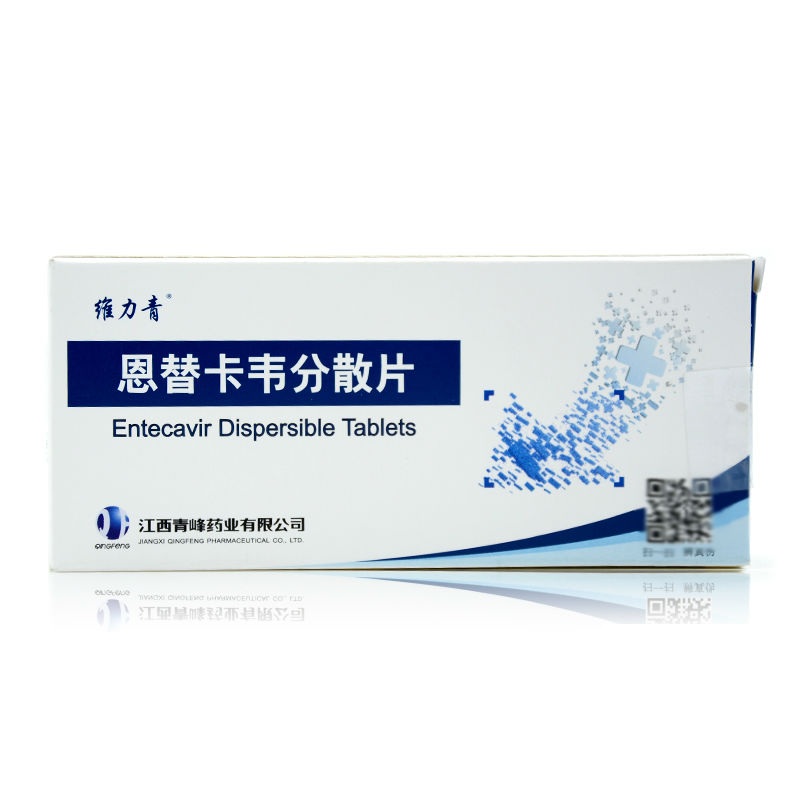 维力青®
恩替卡韦分散片
Entecavir Dispersible Tablets
QINGFENG
江西青峰药业有限公司
JIANGXI QINGFENG PHARMACEUTICAL CO., LTD.